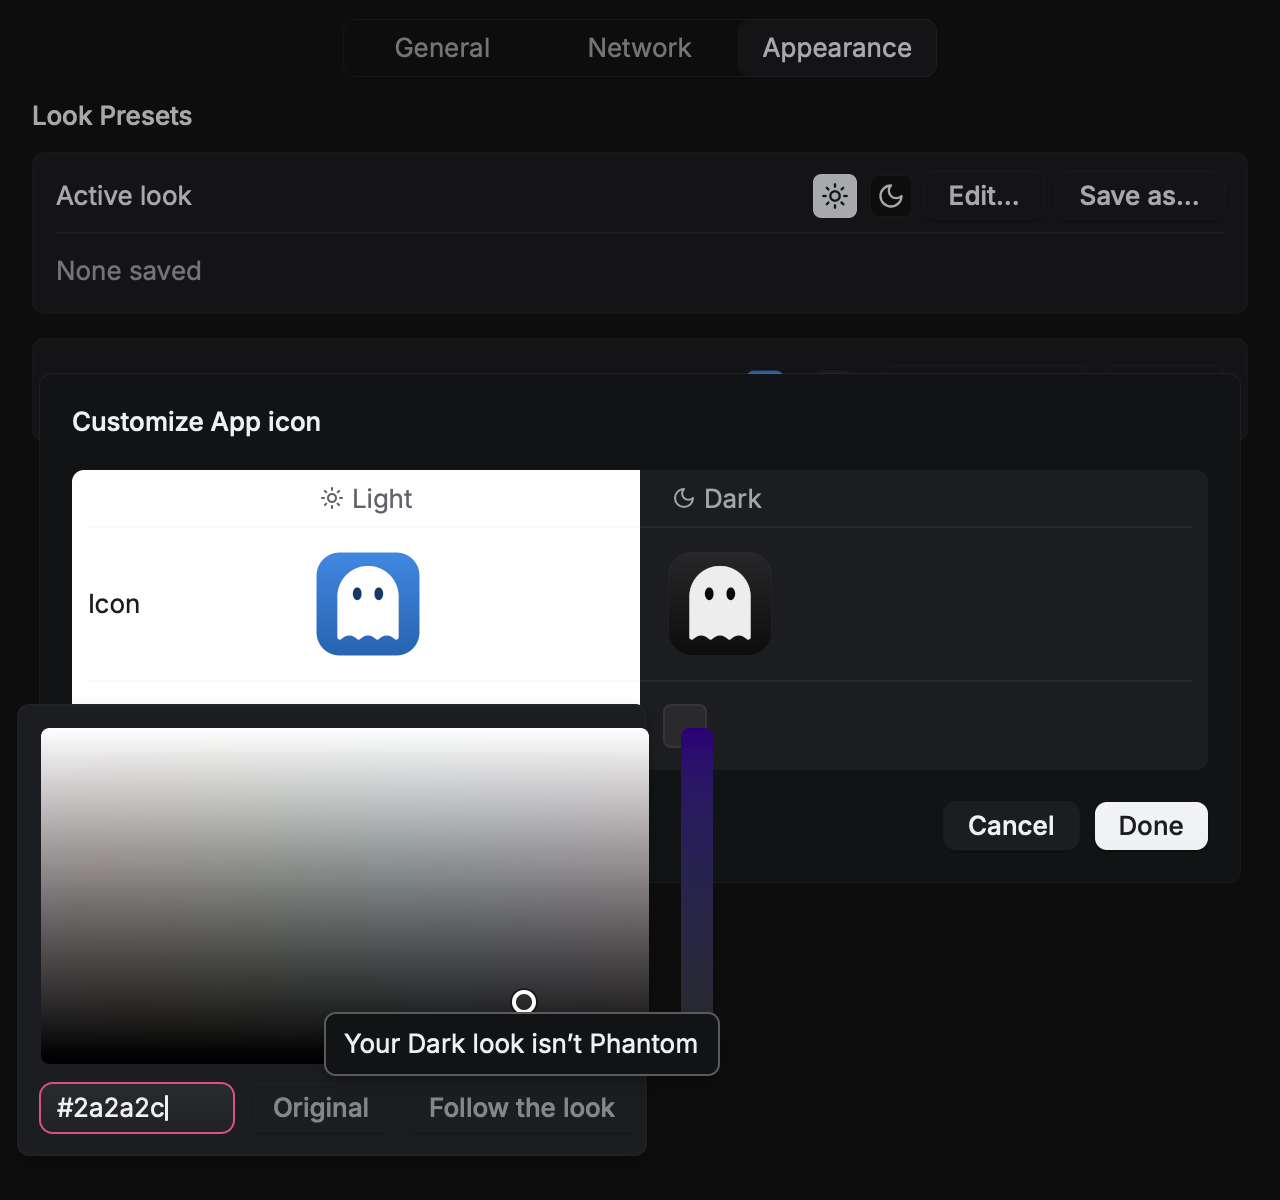 General Network Appearance
Look Presets
Active look Edit... Save as...
None saved
Customize App icon
Light Dark
Icon
Cancel Done
Your Dark look isn’t Phantom
#2a2a2c Original Follow the look